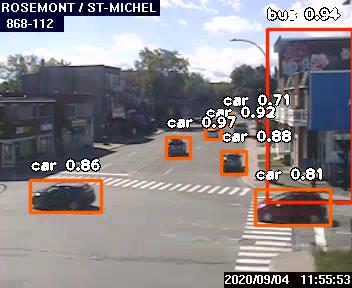 ROSEMONT / ST-MICHEL
868-112
bus 0.94
car 0.71
car 0.92
car 0.97
car 0.88
car 0.86
car 0.81
2020/09/04 11:55:53